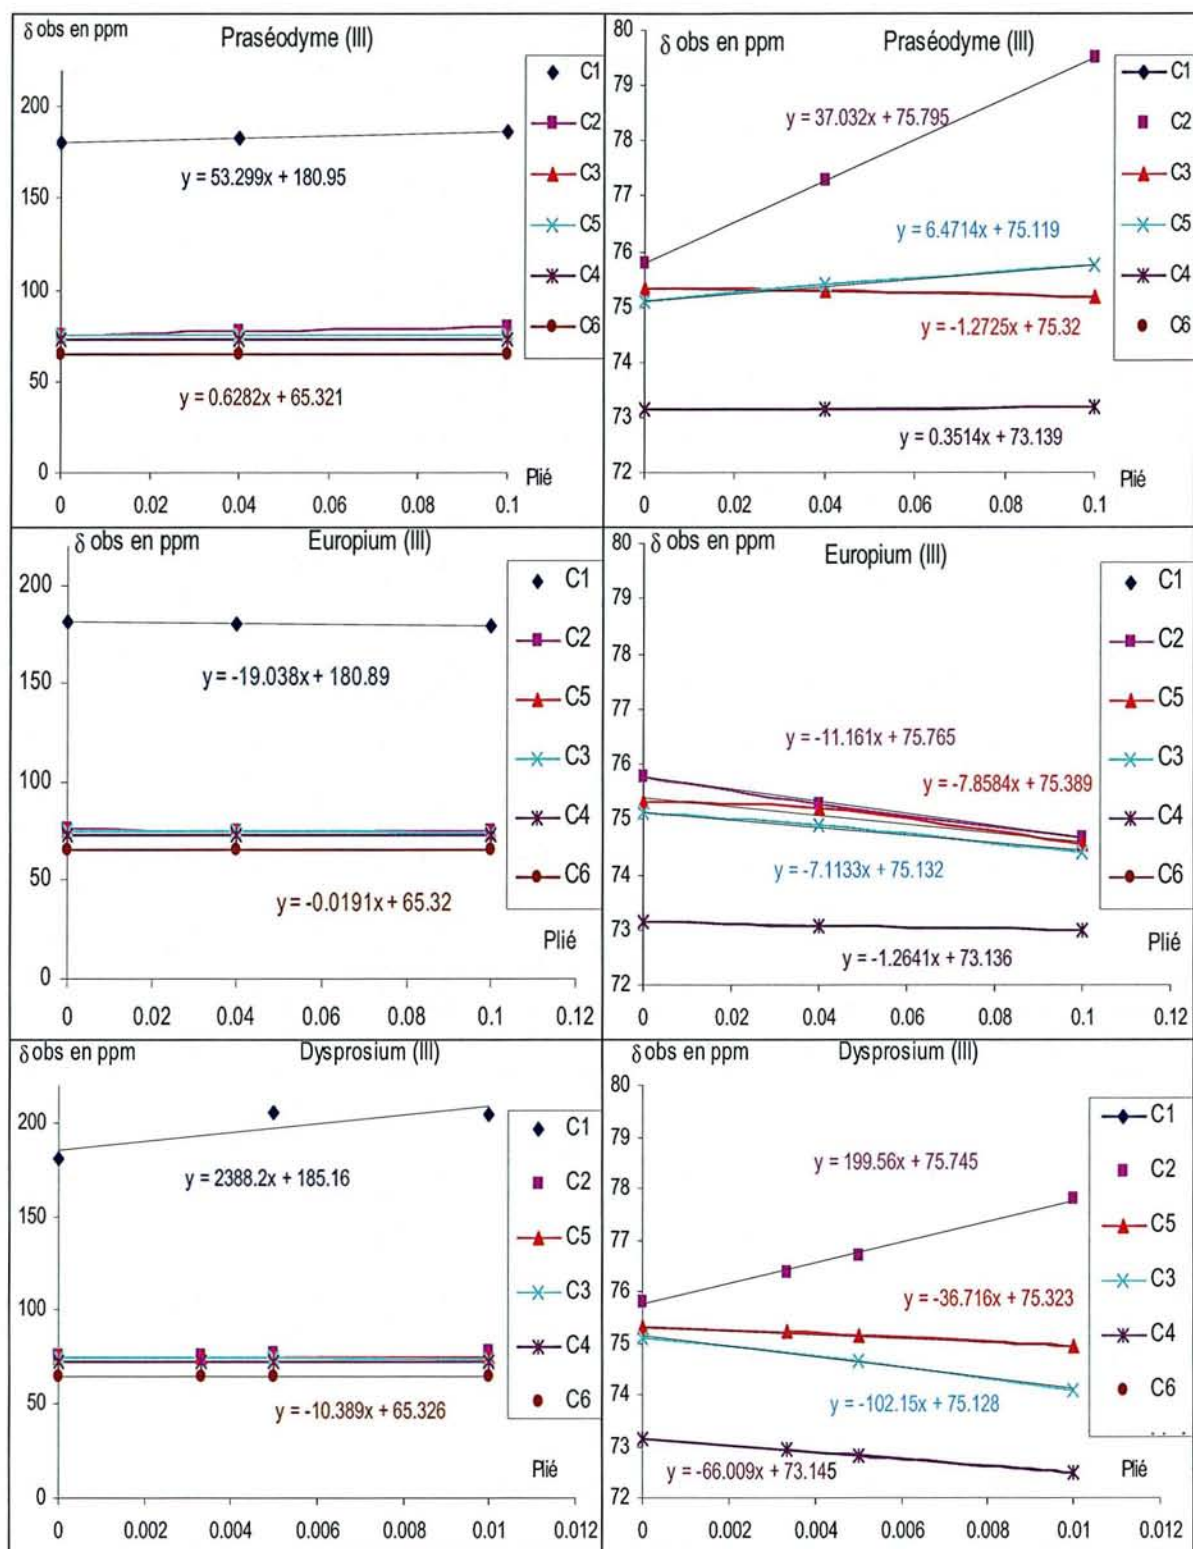 δ obs en ppm
Praséodyme (III)
200
150
100
50
0
y = 53.299x + 180.95
y = 0.6282x + 65.321
Plié
0 0.02 0.04 0.06 0.08 0.1
C1
C2
C3
C5
C4
C6
δ obs en ppm
Praséodyme (III)
80
79
78
77
76
75
74
73
72
y = 37.032x + 75.795
y = 6.4714x + 75.119
y = -1.2725x + 75.32
y = 0.3514x + 73.139
Plié
0 0.02 0.04 0.06 0.08 0.1
C1
C2
C3
C5
C4
C6
δ obs en ppm
Europium (III)
200
150
100
50
0
y = -19.038x + 180.89
y = -0.0191x + 65.32
Plié
0 0.02 0.04 0.06 0.08 0.1 0.12
C1
C2
C5
C3
C4
C6
δ obs en ppm
Europium (III)
80
79
78
77
76
75
74
73
72
y = -11.161x + 75.765
y = -7.8584x + 75.389
y = -7.1133x + 75.132
y = -1.2641x + 73.136
Plié
0 0.02 0.04 0.06 0.08 0.1 0.12
C1
C2
C5
C3
C4
C6
δ obs en ppm
Dysprosium (III)
200
150
100
50
0
y = 2388.2x + 185.16
y = -10.389x + 65.326
Plié
0 0.002 0.004 0.006 0.008 0.01 0.012
C1
C2
C5
C3
C4
C6
δ obs en ppm
Dysprosium (III)
80
79
78
77
76
75
74
73
72
y = 199.56x + 75.745
y = -36.716x + 75.323
y = -102.15x + 75.128
y = -66.009x + 73.145
Plié
0 0.002 0.004 0.006 0.008 0.01 0.012
C1
C2
C5
C3
C4
C6